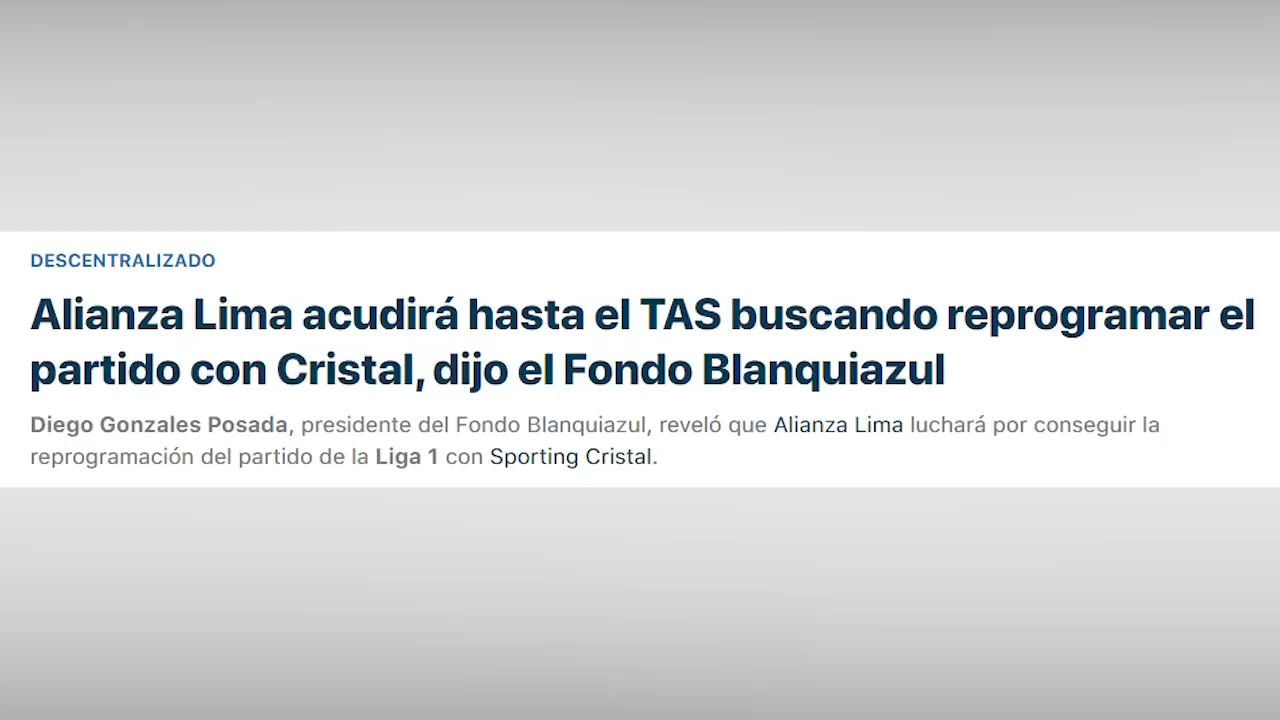 DESCENTRALIZADO
Alianza Lima acudirá hasta el TAS buscando reprogramar el
partido con Cristal, dijo el Fondo Blanquiazul
Diego Gonzales Posada, presidente del Fondo Blanquiazul, reveló que Alianza Lima luchará por conseguir la
reprogramación del partido de la Liga 1 con Sporting Cristal.